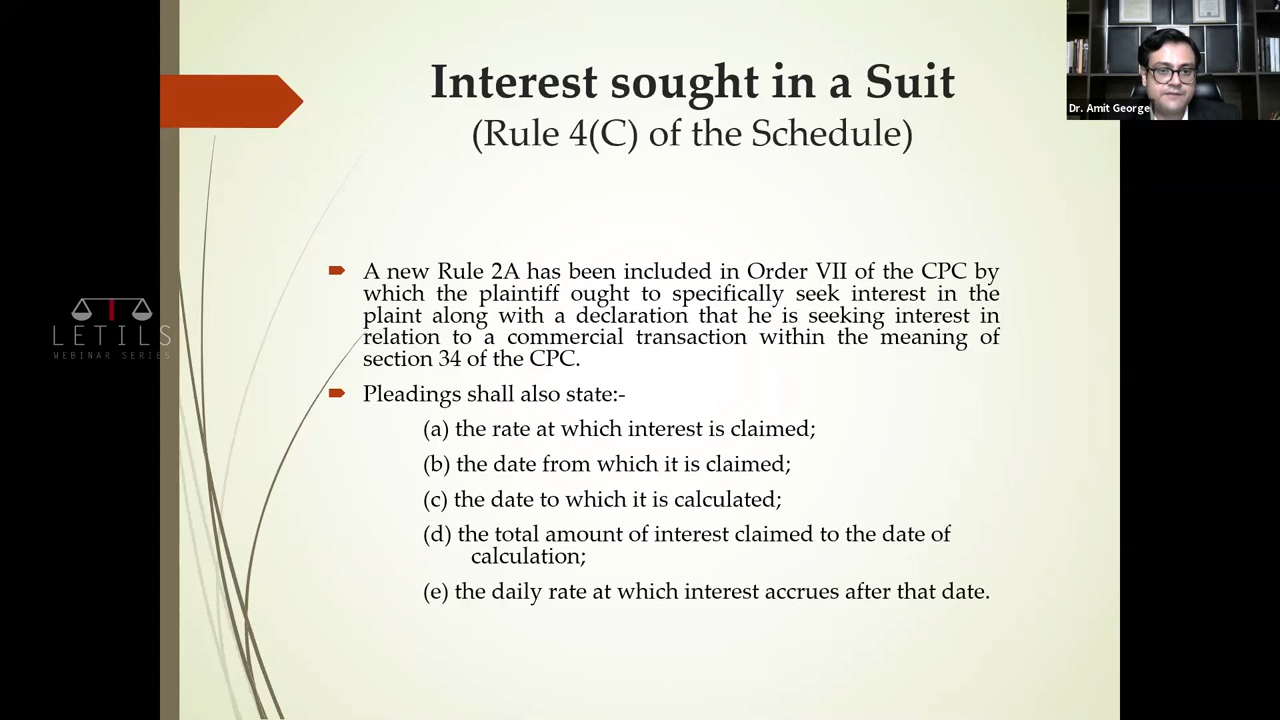 Interest sought in a Suit
(Rule 4(C) of the Schedule)
Dr. Amit George
A new Rule 2A has been included in Order VII of the CPC by
which the plaintiff ought to specifically seek interest in the
plaint along with a declaration that he is seeking interest in
relation to a commercial transaction within the meaning of
section 34 of the CPC.
LETILS
WEBINAR SERIES
Pleadings shall also state:-
(a) the rate at which interest is claimed;
(b) the date from which it is claimed;
(c) the date to which it is calculated;
(d) the total amount of interest claimed to the date of
calculation;
(e) the daily rate at which interest accrues after that date.